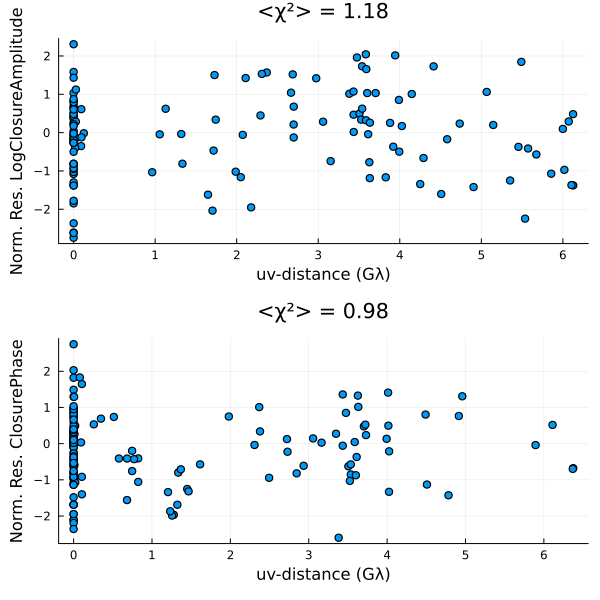 <χ²> = 1.18
Norm. Res. LogClosureAmplitude
2
1
0
−1
−2
0 1 2 3 4 5 6
uv-distance (Gλ)
<χ²> = 0.98
Norm. Res. ClosurePhase
2
1
0
−1
−2
0 1 2 3 4 5 6
uv-distance (Gλ)